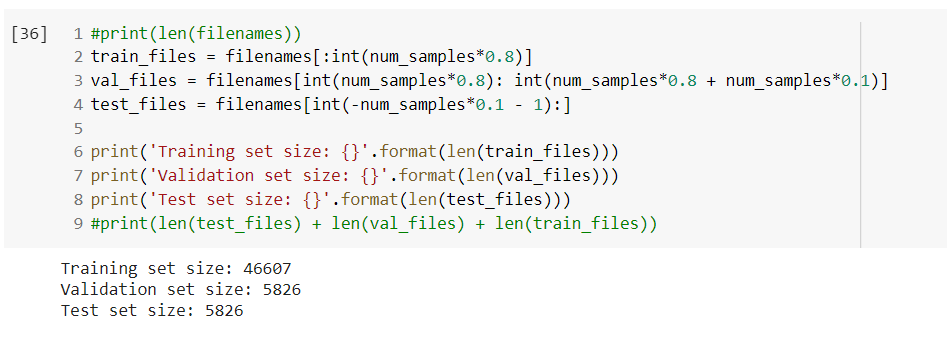 [36] 1 #print(len(filenames))
2 train_files = filenames[:int(num_samples*0.8)]
3 val_files = filenames[int(num_samples*0.8): int(num_samples*0.8 + num_samples*0.1)]
4 test_files = filenames[int(-num_samples*0.1 - 1):]
5
6 print('Training set size: {}'.format(len(train_files)))
7 print('Validation set size: {}'.format(len(val_files)))
8 print('Test set size: {}'.format(len(test_files)))
9 #print(len(test_files) + len(val_files) + len(train_files))
Training set size: 46607
Validation set size: 5826
Test set size: 5826